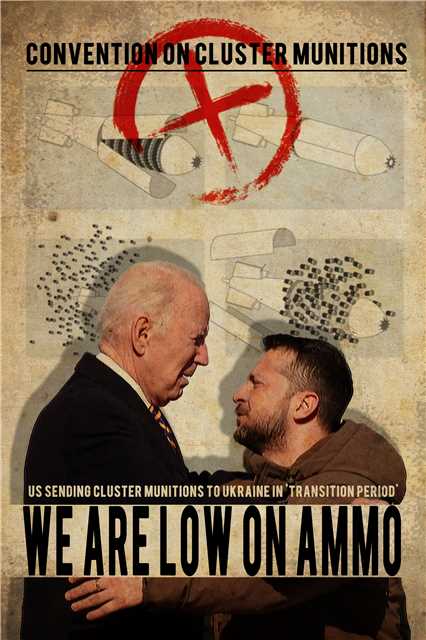 CONVENTION ON CLUSTER MUNITIONS
US SENDING CLUSTER MUNITIONS TO UKRAINE IN 'TRANSITION PERIOD'
WE ARE LOW ON AMMO